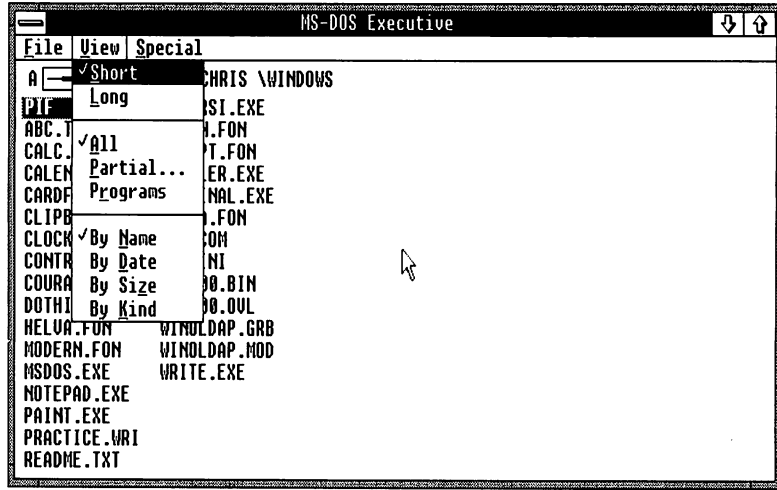 MS-DOS Executive
File View Special
A CHRIS \WINDOWS
✓Short
Long
✓All
Partial...
Programs
✓By Name
By Date
By Size
By Kind
PIF SI.EXE
ABC.T .FON
CALC. T.FON
CALEN ER.EXE
CARDF NAL.EXE
CLIPB .FON
CLOCK OM
CONTR NI
COURA 0.BIN
DOTHI 0.OVL
HELVA.FON WINOLDAP.GRB
MODERN.FON WINOLDAP.MOD
MSDOS.EXE WRITE.EXE
NOTEPAD.EXE
PAINT.EXE
PRACTICE.WRI
README.TXT